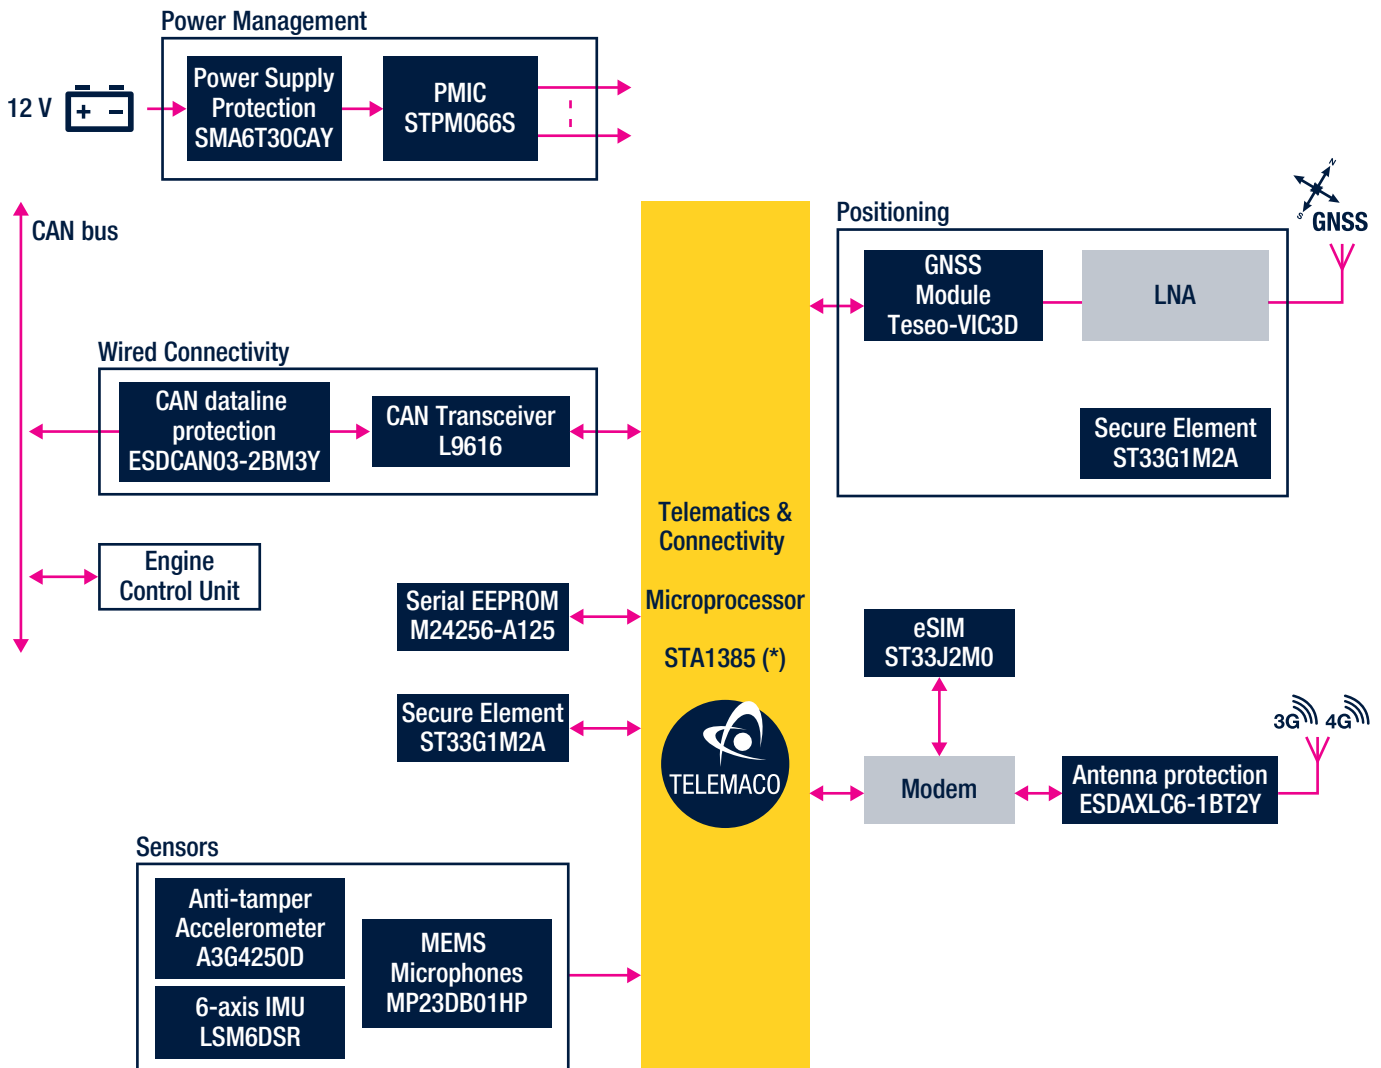 Power Management
12 V
+ −
Power Supply
Protection
SMA6T30CAY
PMIC
STPM066S
CAN bus
Positioning
N
S
GNSS
GNSS
Module
Teseo-VIC3D
LNA
Secure Element
ST33G1M2A
Wired Connectivity
CAN dataline
protection
ESDCAN03-2BM3Y
CAN Transceiver
L9616
Engine
Control Unit
Serial EEPROM
M24256-A125
Secure Element
ST33G1M2A
Telematics &
Connectivity
Microprocessor
STA1385 (*)
TELEMACO
eSIM
ST33J2M0
Modem
Antenna protection
ESDAXLC6-1BT2Y
3G 4G
Sensors
Anti-tamper
Accelerometer
A3G4250D
6-axis IMU
LSM6DSR
MEMS
Microphones
MP23DB01HP